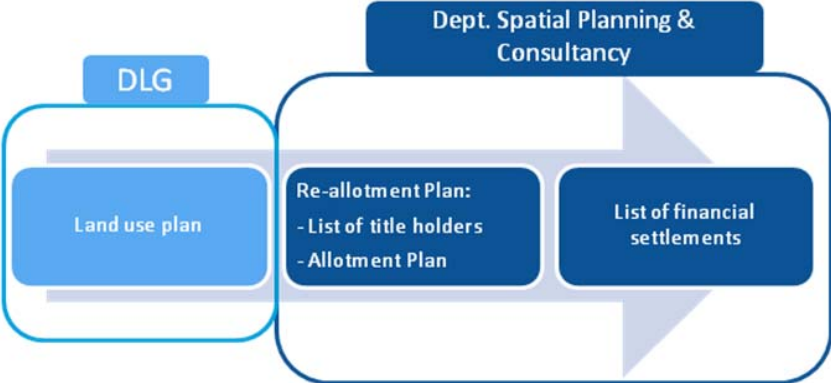 Dept. Spatial Planning &
Consultancy
DLG
Land use plan
Re-allotment Plan:
- List of title holders
- Allotment Plan
List of financial
settlements